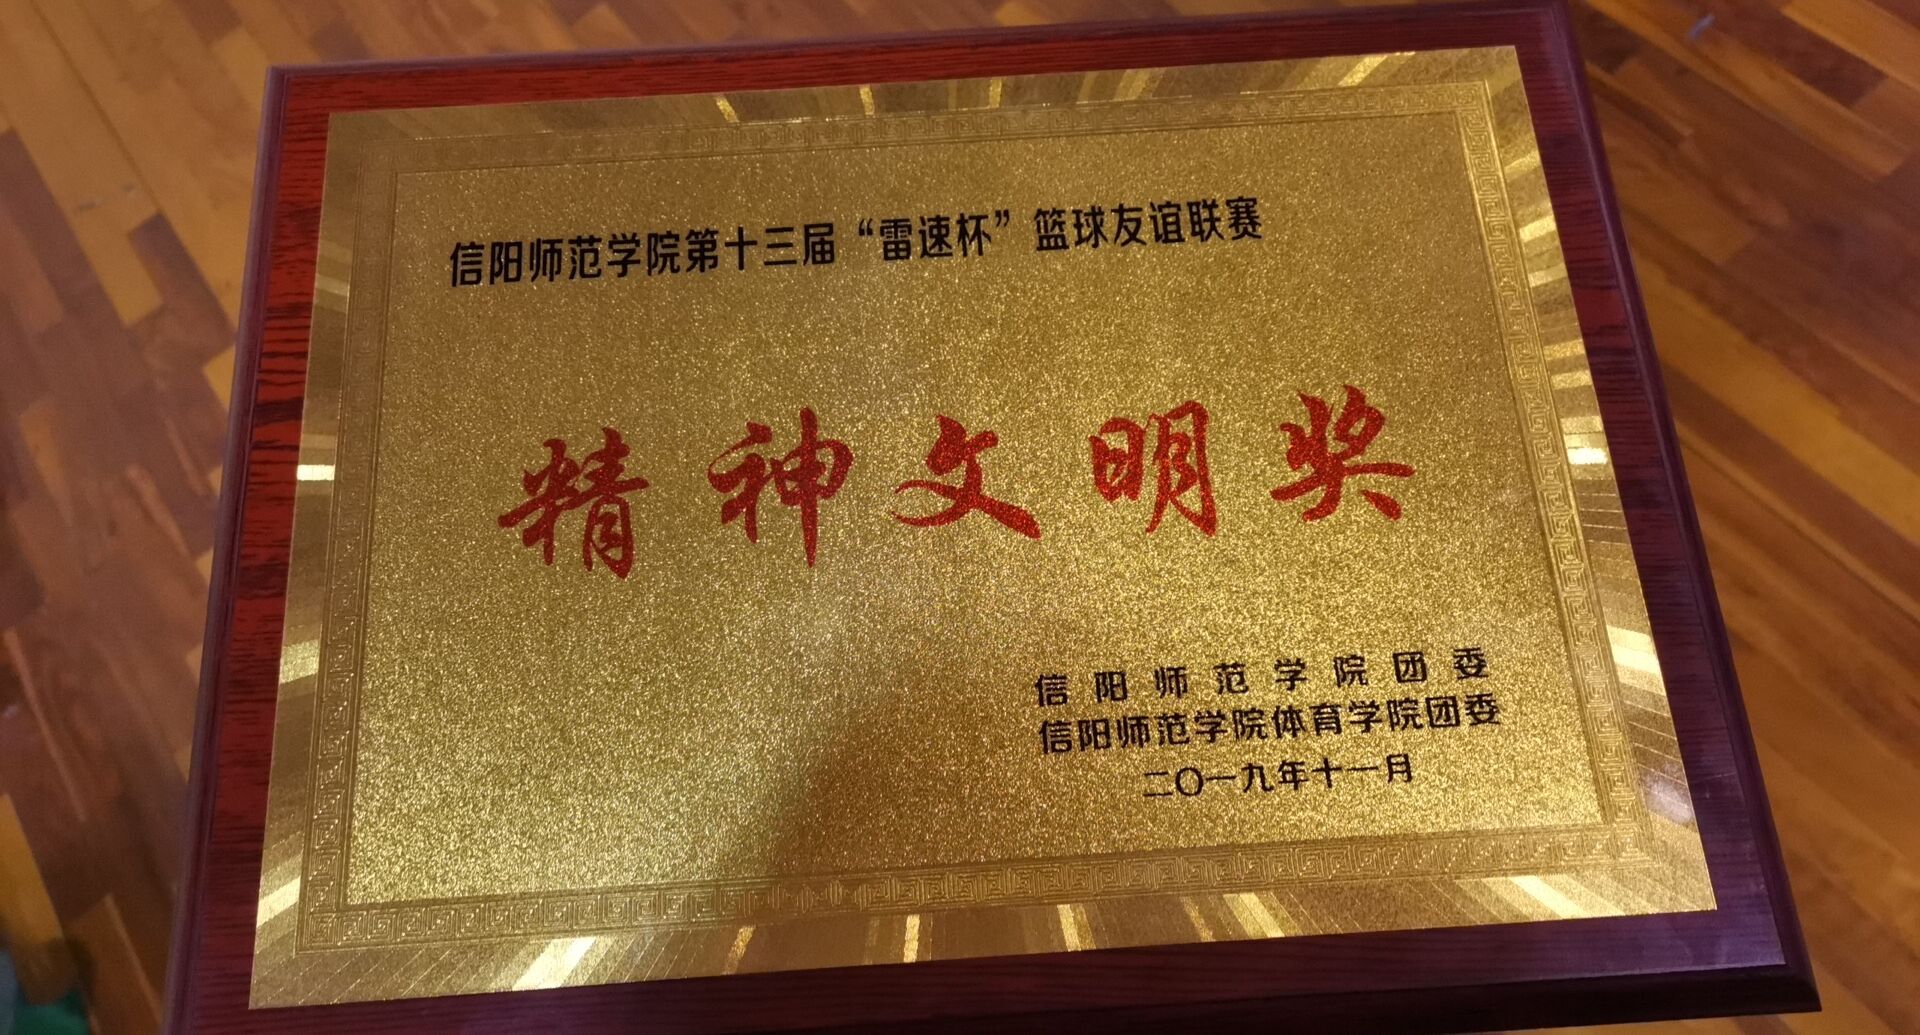 信阳师范学院第十三届“雷速杯”篮球友谊联赛
精神文明奖
信阳师范学院团委
信阳师范学院体育学院团委
二〇一九年十一月